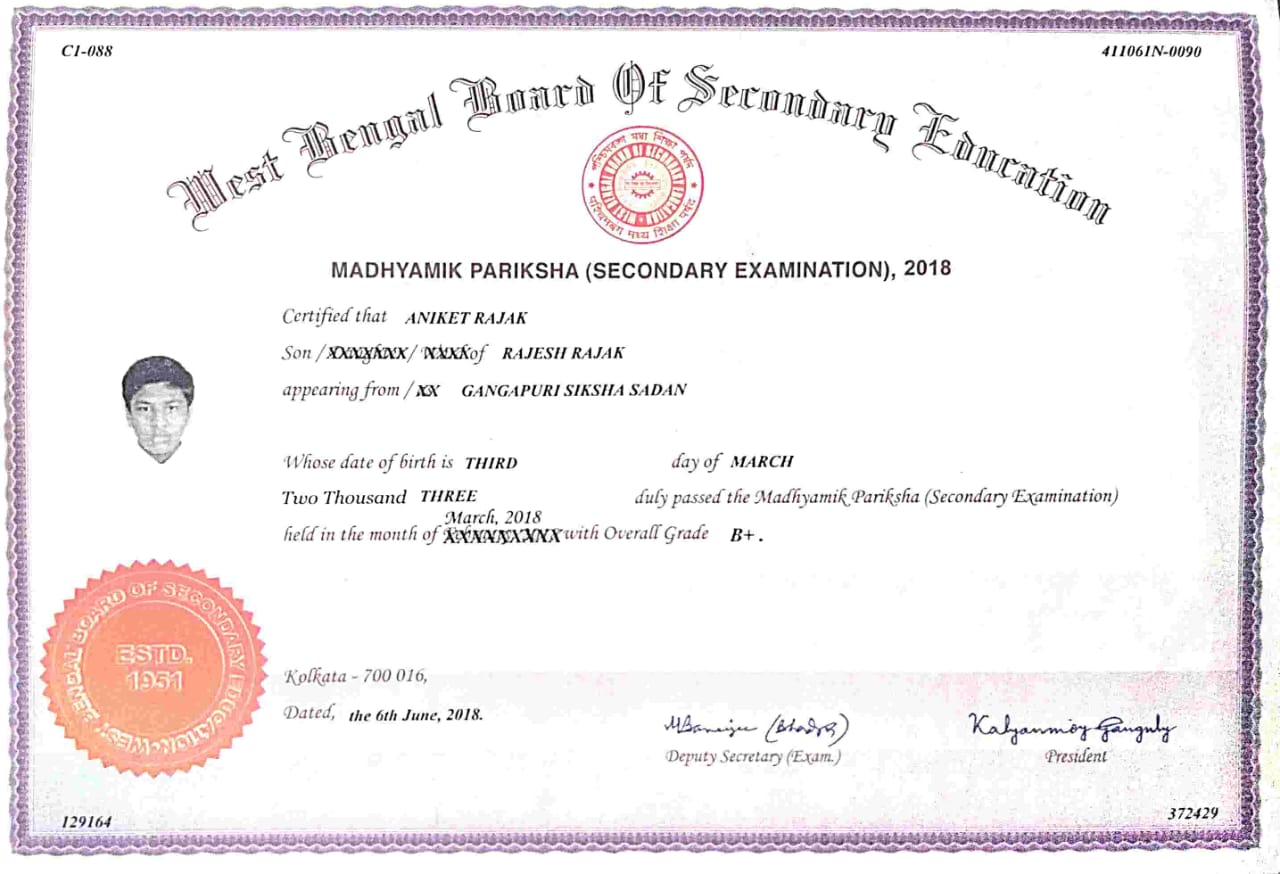 C1-088
411061N-0090
West Bengal Board Of Secondary Education
MADHYAMIK PARIKSHA (SECONDARY EXAMINATION), 2018
Certified that ANIKET RAJAK
Son / XXXXXXX / XXXX of RAJESH RAJAK
appearing from / XX GANGAPURI SIKSHA SADAN
Whose date of birth is THIRD day of MARCH
Two Thousand THREE duly passed the Madhyamik Pariksha (Secondary Examination)
March, 2018
held in the month of XXXXXXXXX with Overall Grade B+ .
WEST BENGAL BOARD OF SECONDARY EDUCATION
ESTD.
1951
Kolkata - 700 016,
Dated, the 6th June, 2018.
MBanerjee (Bhadra)
Kalyanmoy Ganguly
Deputy Secretary (Exam.)
President
129164
372429